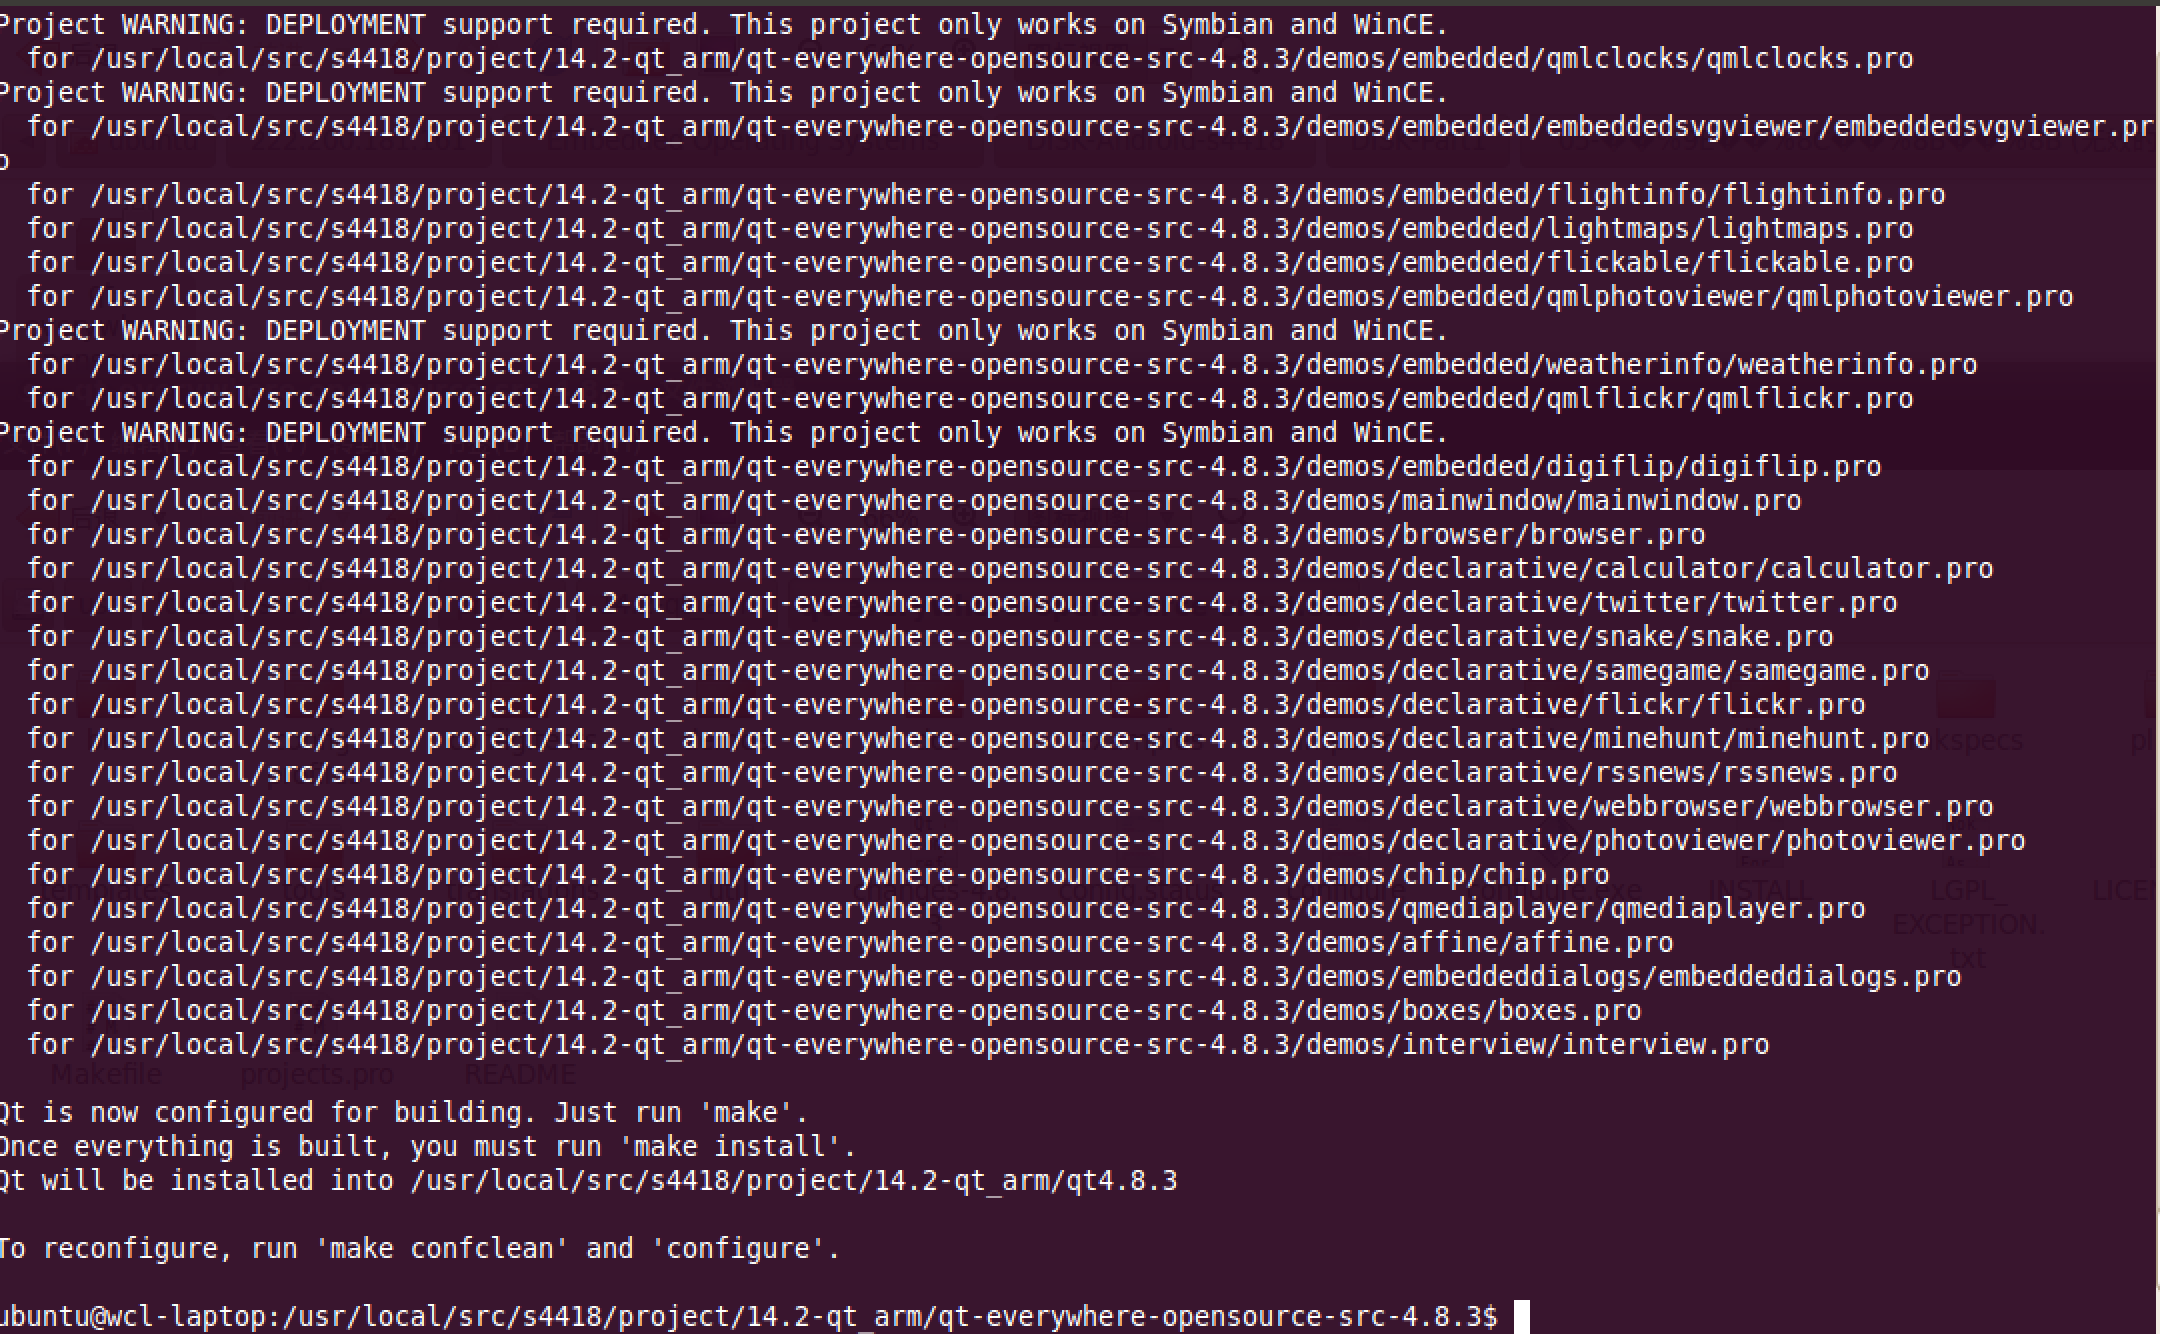 Project WARNING: DEPLOYMENT support required. This project only works on Symbian and WinCE.
for /usr/local/src/s4418/project/14.2-qt_arm/qt-everywhere-opensource-src-4.8.3/demos/embedded/qmlclocks/qmlclocks.pro
Project WARNING: DEPLOYMENT support required. This project only works on Symbian and WinCE.
for /usr/local/src/s4418/project/14.2-qt_arm/qt-everywhere-opensource-src-4.8.3/demos/embedded/embeddedsvgviewer/embeddedsvgviewer.pr
o
for /usr/local/src/s4418/project/14.2-qt_arm/qt-everywhere-opensource-src-4.8.3/demos/embedded/flightinfo/flightinfo.pro
for /usr/local/src/s4418/project/14.2-qt_arm/qt-everywhere-opensource-src-4.8.3/demos/embedded/lightmaps/lightmaps.pro
for /usr/local/src/s4418/project/14.2-qt_arm/qt-everywhere-opensource-src-4.8.3/demos/embedded/flickable/flickable.pro
for /usr/local/src/s4418/project/14.2-qt_arm/qt-everywhere-opensource-src-4.8.3/demos/embedded/qmlphotoviewer/qmlphotoviewer.pro
Project WARNING: DEPLOYMENT support required. This project only works on Symbian and WinCE.
for /usr/local/src/s4418/project/14.2-qt_arm/qt-everywhere-opensource-src-4.8.3/demos/embedded/weatherinfo/weatherinfo.pro
for /usr/local/src/s4418/project/14.2-qt_arm/qt-everywhere-opensource-src-4.8.3/demos/embedded/qmlflickr/qmlflickr.pro
Project WARNING: DEPLOYMENT support required. This project only works on Symbian and WinCE.
for /usr/local/src/s4418/project/14.2-qt_arm/qt-everywhere-opensource-src-4.8.3/demos/embedded/digiflip/digiflip.pro
for /usr/local/src/s4418/project/14.2-qt_arm/qt-everywhere-opensource-src-4.8.3/demos/mainwindow/mainwindow.pro
for /usr/local/src/s4418/project/14.2-qt_arm/qt-everywhere-opensource-src-4.8.3/demos/browser/browser.pro
for /usr/local/src/s4418/project/14.2-qt_arm/qt-everywhere-opensource-src-4.8.3/demos/declarative/calculator/calculator.pro
for /usr/local/src/s4418/project/14.2-qt_arm/qt-everywhere-opensource-src-4.8.3/demos/declarative/twitter/twitter.pro
for /usr/local/src/s4418/project/14.2-qt_arm/qt-everywhere-opensource-src-4.8.3/demos/declarative/snake/snake.pro
for /usr/local/src/s4418/project/14.2-qt_arm/qt-everywhere-opensource-src-4.8.3/demos/declarative/samegame/samegame.pro
for /usr/local/src/s4418/project/14.2-qt_arm/qt-everywhere-opensource-src-4.8.3/demos/declarative/flickr/flickr.pro
for /usr/local/src/s4418/project/14.2-qt_arm/qt-everywhere-opensource-src-4.8.3/demos/declarative/minehunt/minehunt.pro
for /usr/local/src/s4418/project/14.2-qt_arm/qt-everywhere-opensource-src-4.8.3/demos/declarative/rssnews/rssnews.pro
for /usr/local/src/s4418/project/14.2-qt_arm/qt-everywhere-opensource-src-4.8.3/demos/declarative/webbrowser/webbrowser.pro
for /usr/local/src/s4418/project/14.2-qt_arm/qt-everywhere-opensource-src-4.8.3/demos/declarative/photoviewer/photoviewer.pro
for /usr/local/src/s4418/project/14.2-qt_arm/qt-everywhere-opensource-src-4.8.3/demos/chip/chip.pro
for /usr/local/src/s4418/project/14.2-qt_arm/qt-everywhere-opensource-src-4.8.3/demos/qmediaplayer/qmediaplayer.pro
for /usr/local/src/s4418/project/14.2-qt_arm/qt-everywhere-opensource-src-4.8.3/demos/affine/affine.pro
for /usr/local/src/s4418/project/14.2-qt_arm/qt-everywhere-opensource-src-4.8.3/demos/embeddeddialogs/embeddeddialogs.pro
for /usr/local/src/s4418/project/14.2-qt_arm/qt-everywhere-opensource-src-4.8.3/demos/boxes/boxes.pro
for /usr/local/src/s4418/project/14.2-qt_arm/qt-everywhere-opensource-src-4.8.3/demos/interview/interview.pro
Makefile projects.pro README
Qt is now configured for building. Just run 'make'.
Once everything is built, you must run 'make install'.
Qt will be installed into /usr/local/src/s4418/project/14.2-qt_arm/qt4.8.3
To reconfigure, run 'make confclean' and 'configure'.
ubuntu@wcl-laptop:/usr/local/src/s4418/project/14.2-qt_arm/qt-everywhere-opensource-src-4.8.3$